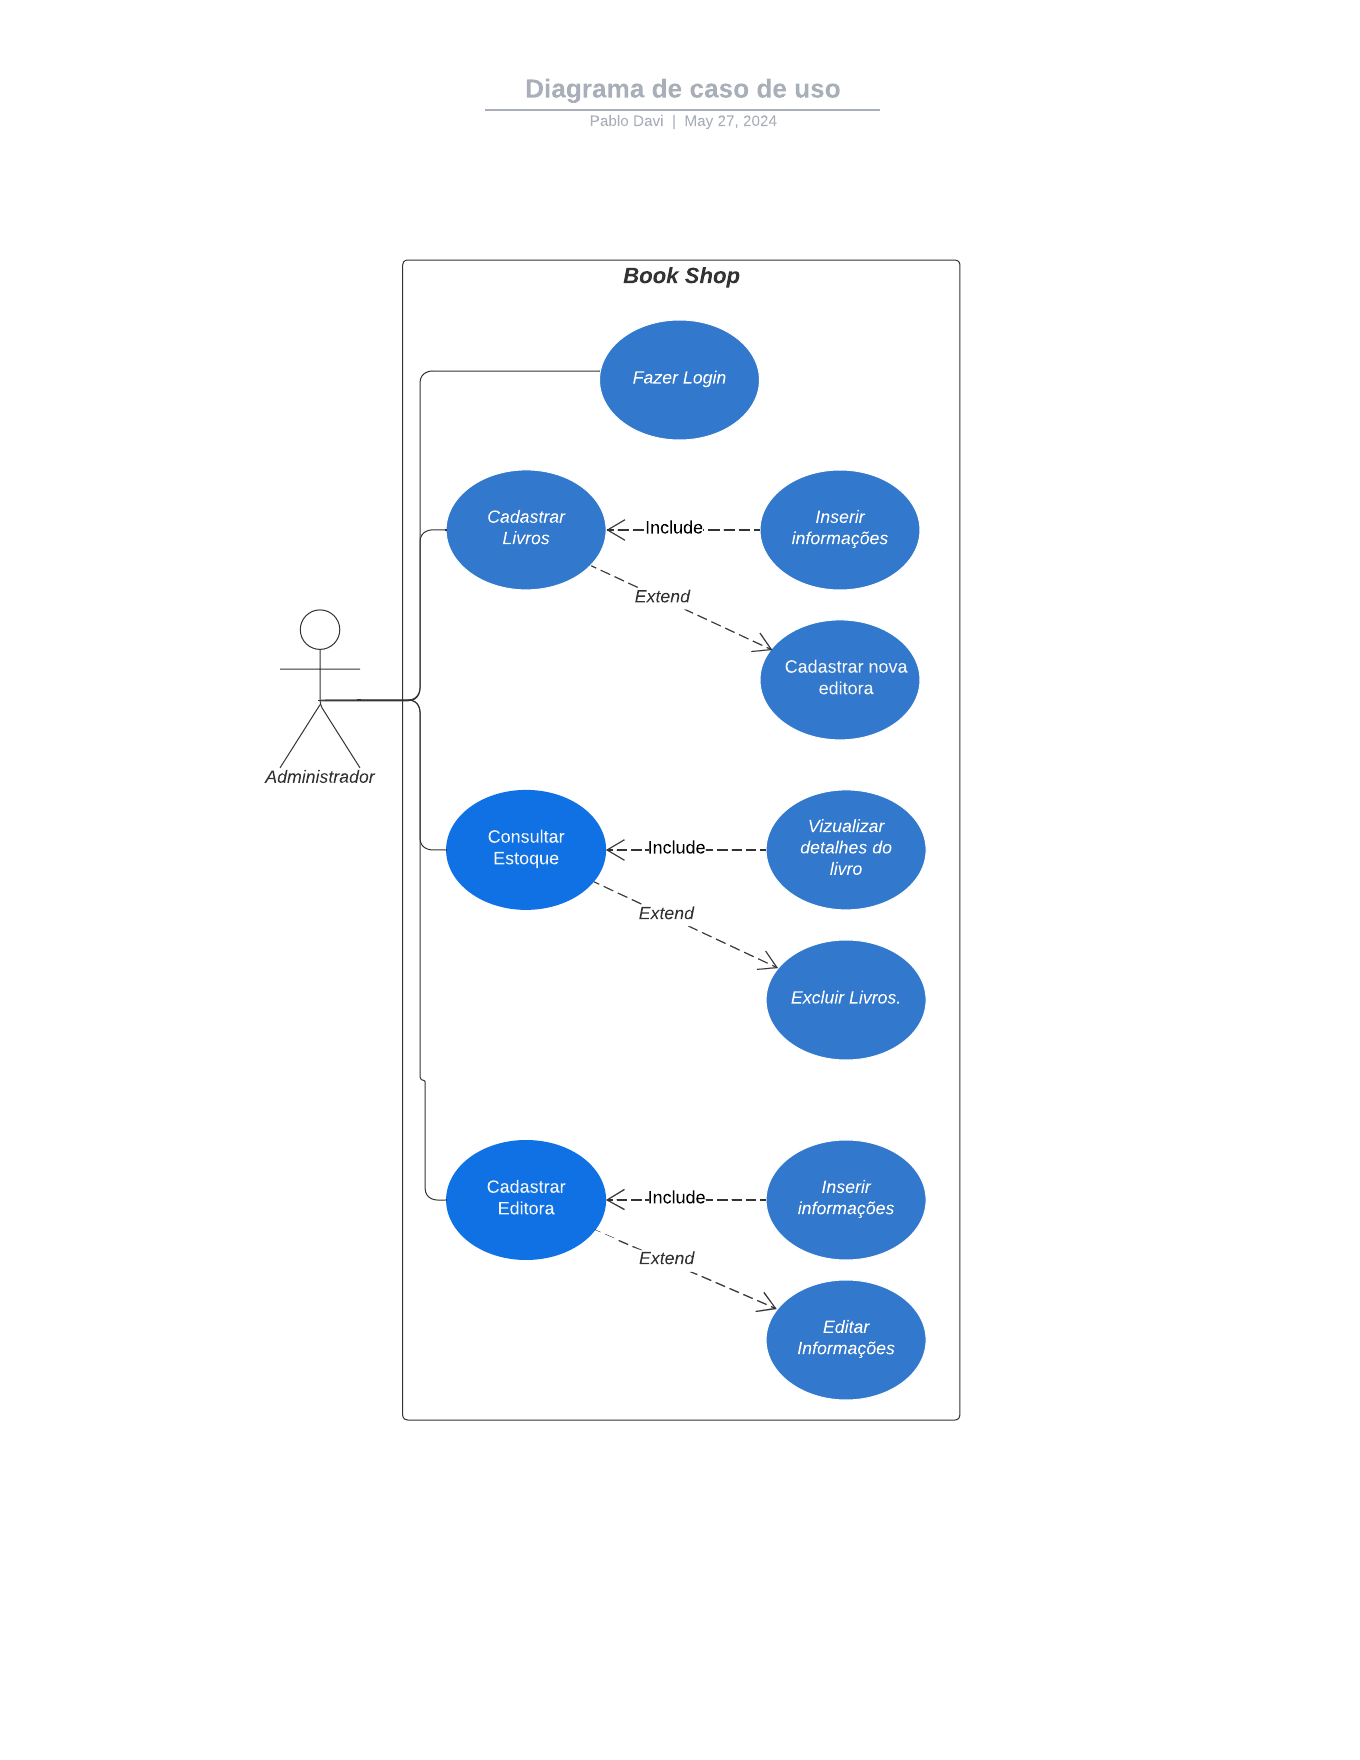 Diagrama de caso de uso
Pablo Davi | May 27, 2024
Book Shop
Fazer Login
Cadastrar
Livros
Include
Inserir
informações
Extend
Cadastrar nova
editora
Administrador
Consultar
Estoque
Include
Vizualizar
detalhes do
livro
Extend
Excluir Livros.
Cadastrar
Editora
Include
Inserir
informações
Extend
Editar
Informações